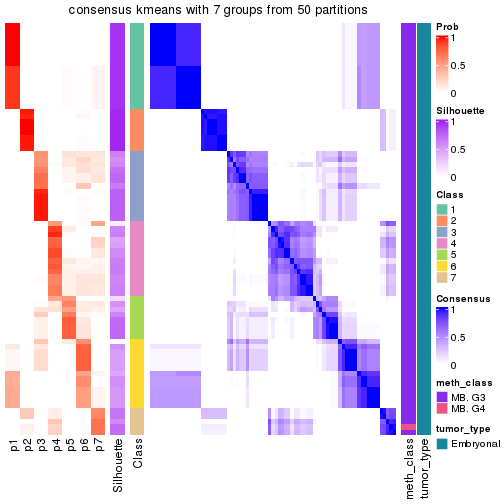 consensus kmeans with 7 groups from 50 partitions
Prob
1
0.5
0
Silhouette
1
0.5
0
Class
1
2
3
4
5
6
7
Consensus
1
0.5
0
meth_class
MB. G3
MB. G4
tumor_type
Embryonal
p1
p2
p3
p4
p5
p6
p7
Silhouette
Class
meth_class
tumor_type